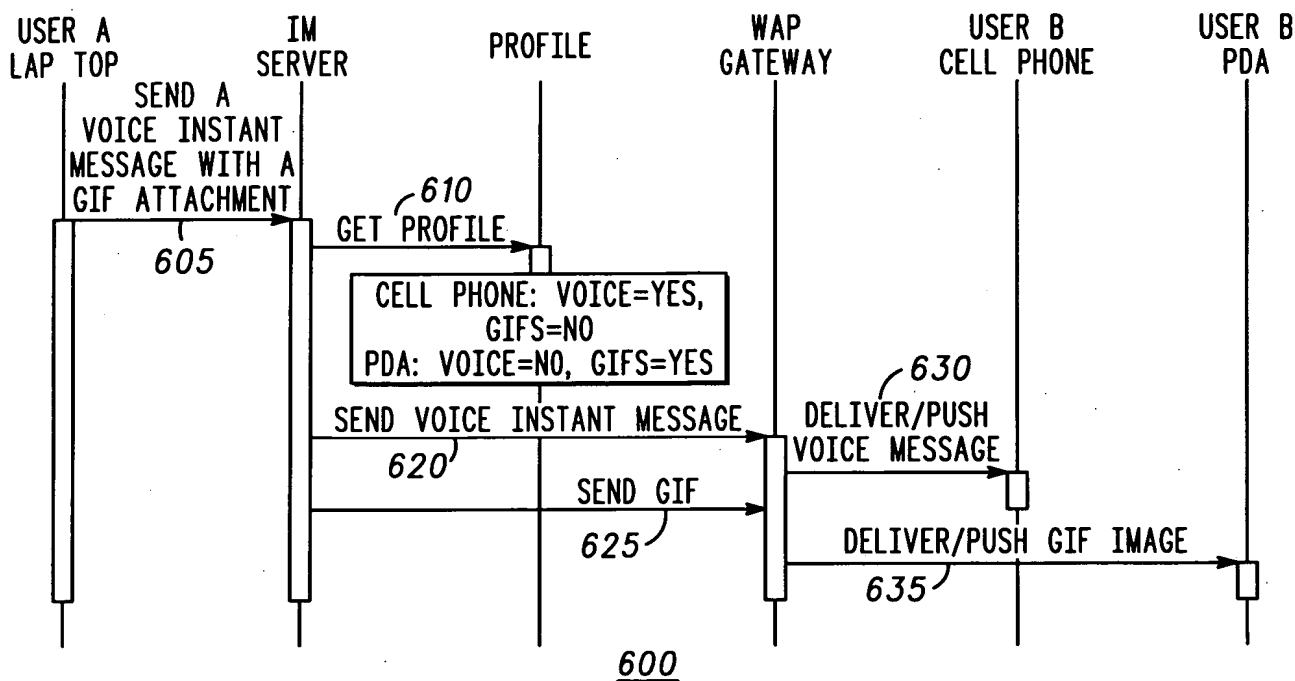 USER A
LAP TOP
IM
SERVER
PROFILE
WAP
GATEWAY
USER B
CELL PHONE
USER B
PDA
SEND A
VOICE INSTANT
MESSAGE WITH A
GIF ATTACHMENT
605
610
GET PROFILE
CELL PHONE: VOICE=YES,
GIFS=NO
PDA: VOICE=NO, GIFS=YES
SEND VOICE INSTANT MESSAGE
620
630
DELIVER/PUSH
VOICE MESSAGE
SEND GIF
625
DELIVER/PUSH GIF IMAGE
635
600